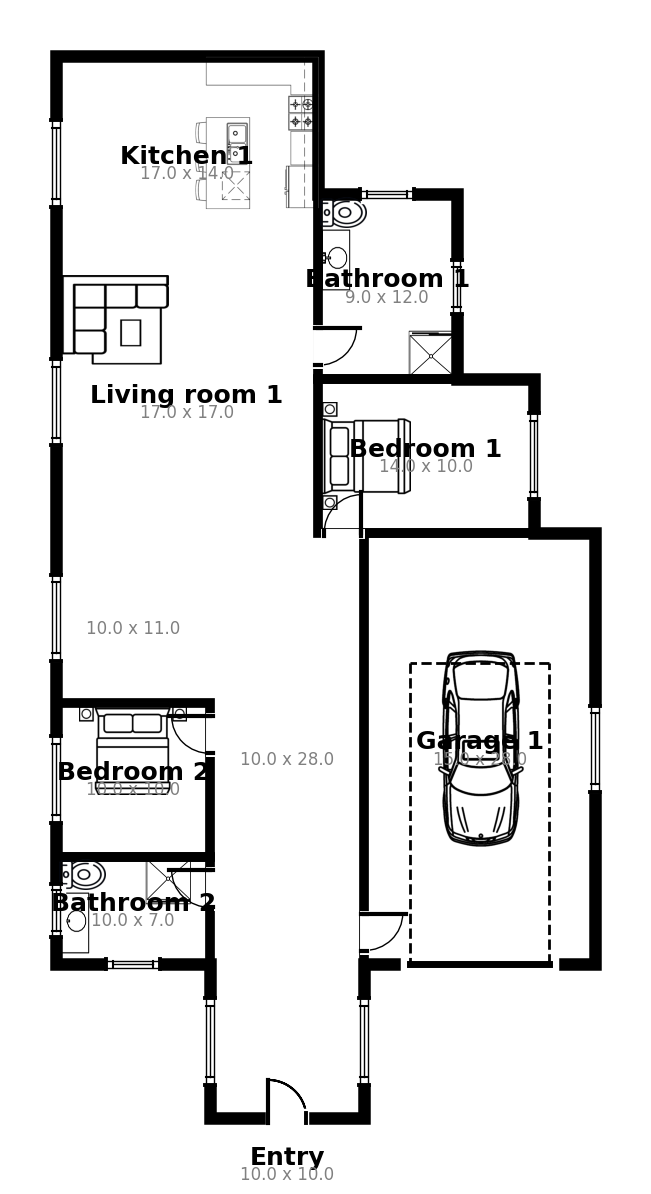 Kitchen 1
17.0 x 14.0
Bathroom 1
9.0 x 12.0
Living room 1
17.0 x 17.0
Bedroom 1
14.0 x 10.0
10.0 x 11.0
Garage 1
15.0 x 28.0
10.0 x 28.0
Bedroom 2
10.0 x 10.0
Bathroom 2
10.0 x 7.0
Entry
10.0 x 10.0